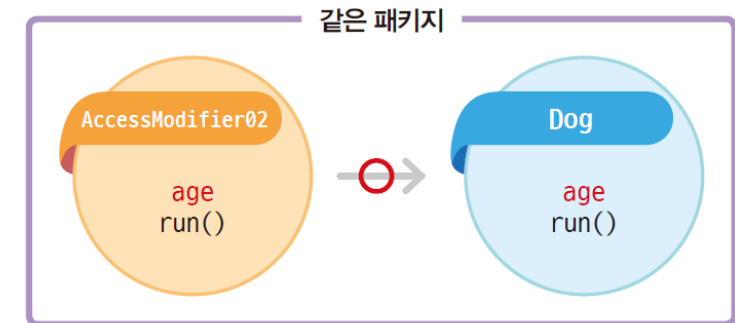 같은 패키지
AccessModifier02
age
run()
Dog
age
run()